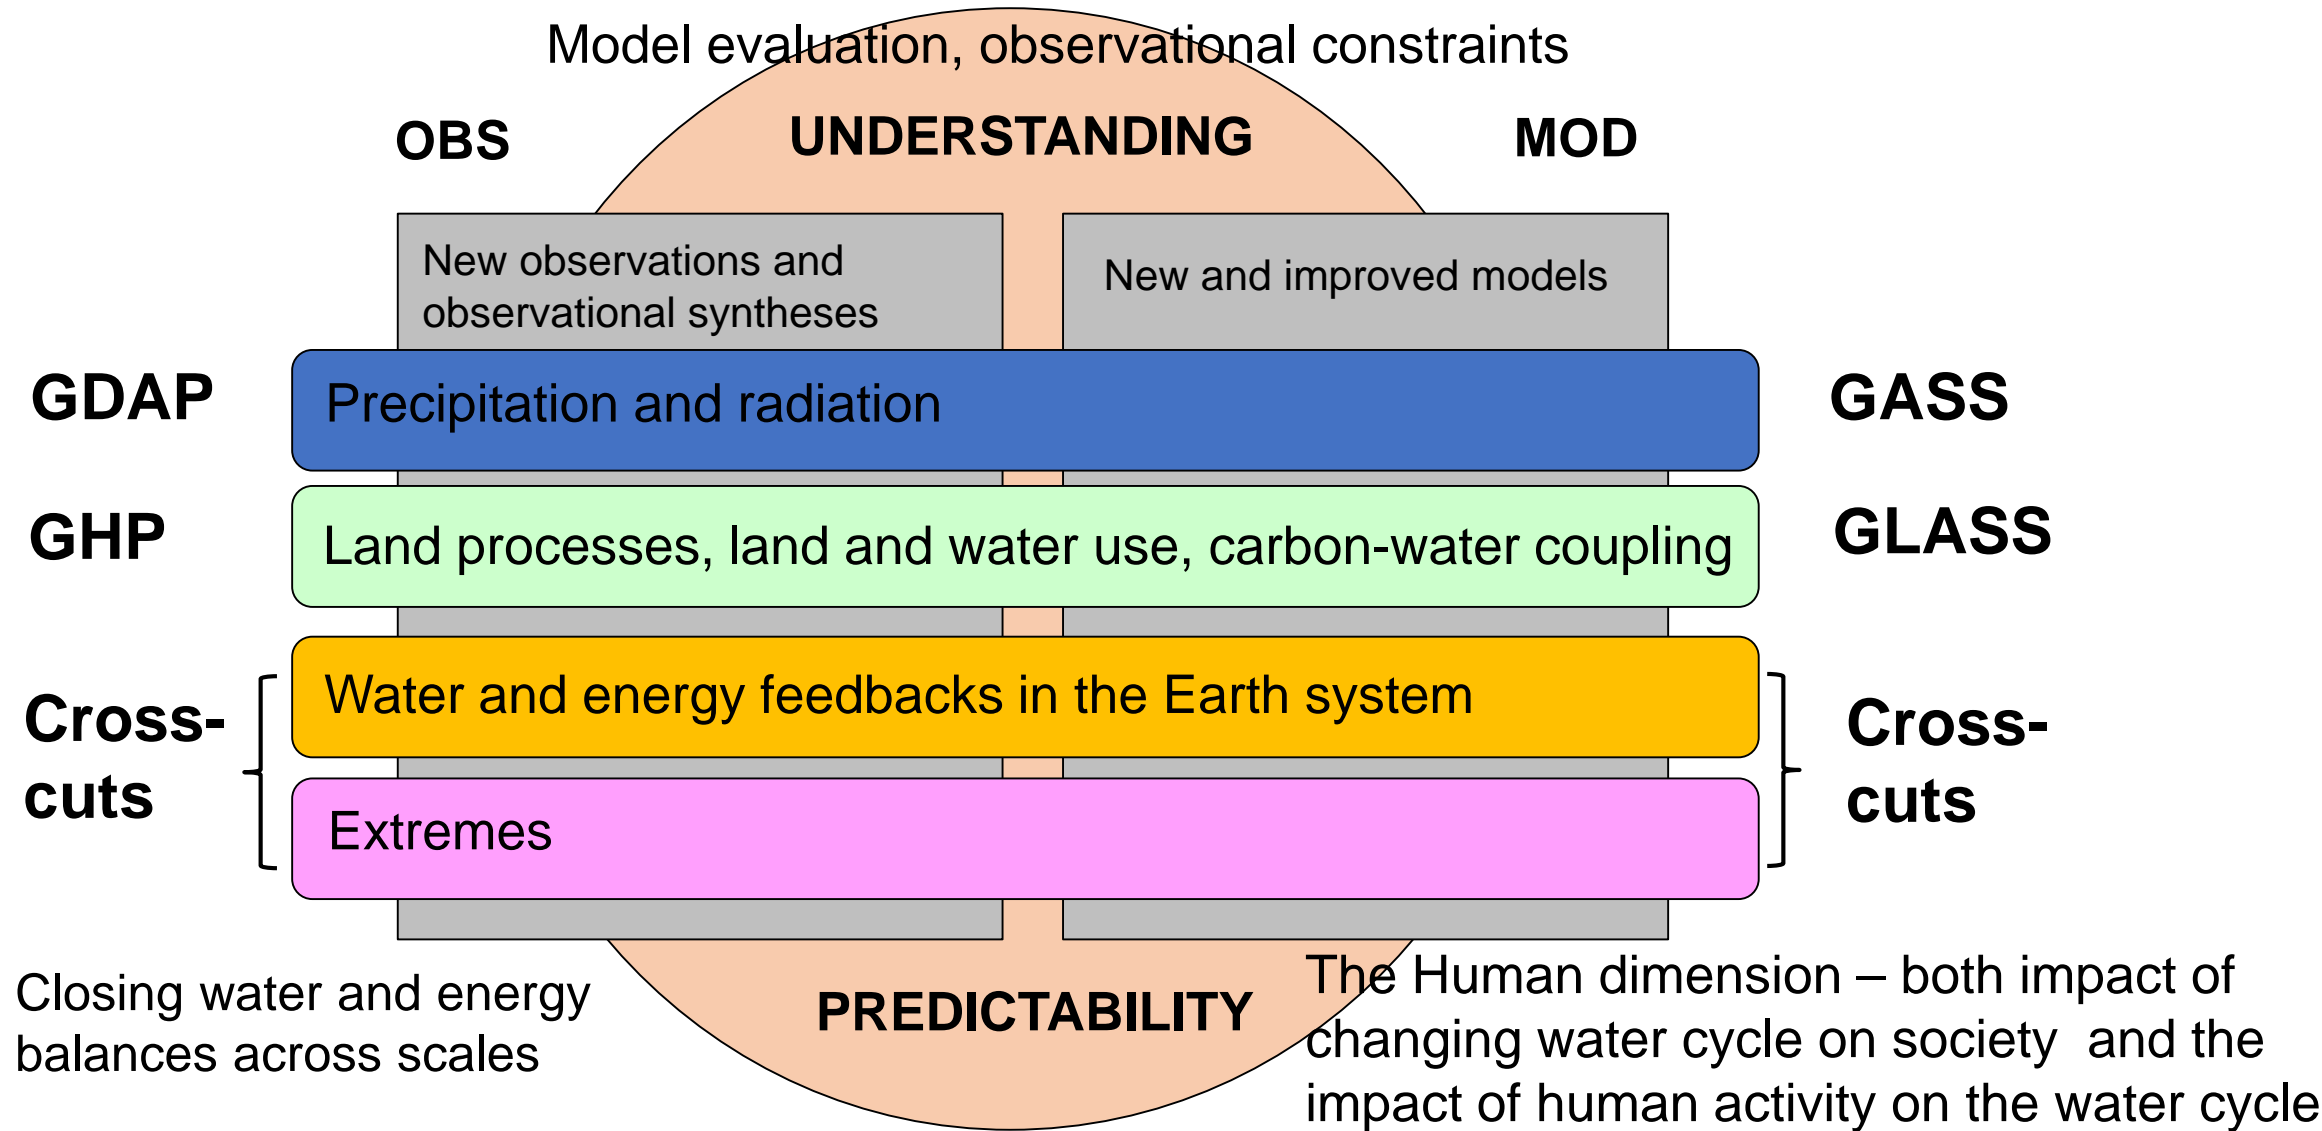 Model evaluation, observational constraints
OBS
UNDERSTANDING
MOD
New observations and
observational syntheses
New and improved models
GDAP
Precipitation and radiation
GASS
GHP
Land processes, land and water use, carbon-water coupling
GLASS
Cross-
cuts
Water and energy feedbacks in the Earth system
Extremes
Cross-
cuts
Closing water and energy
balances across scales
PREDICTABILITY
The Human dimension – both impact of
changing water cycle on society  and the
impact of human activity on the water cycle